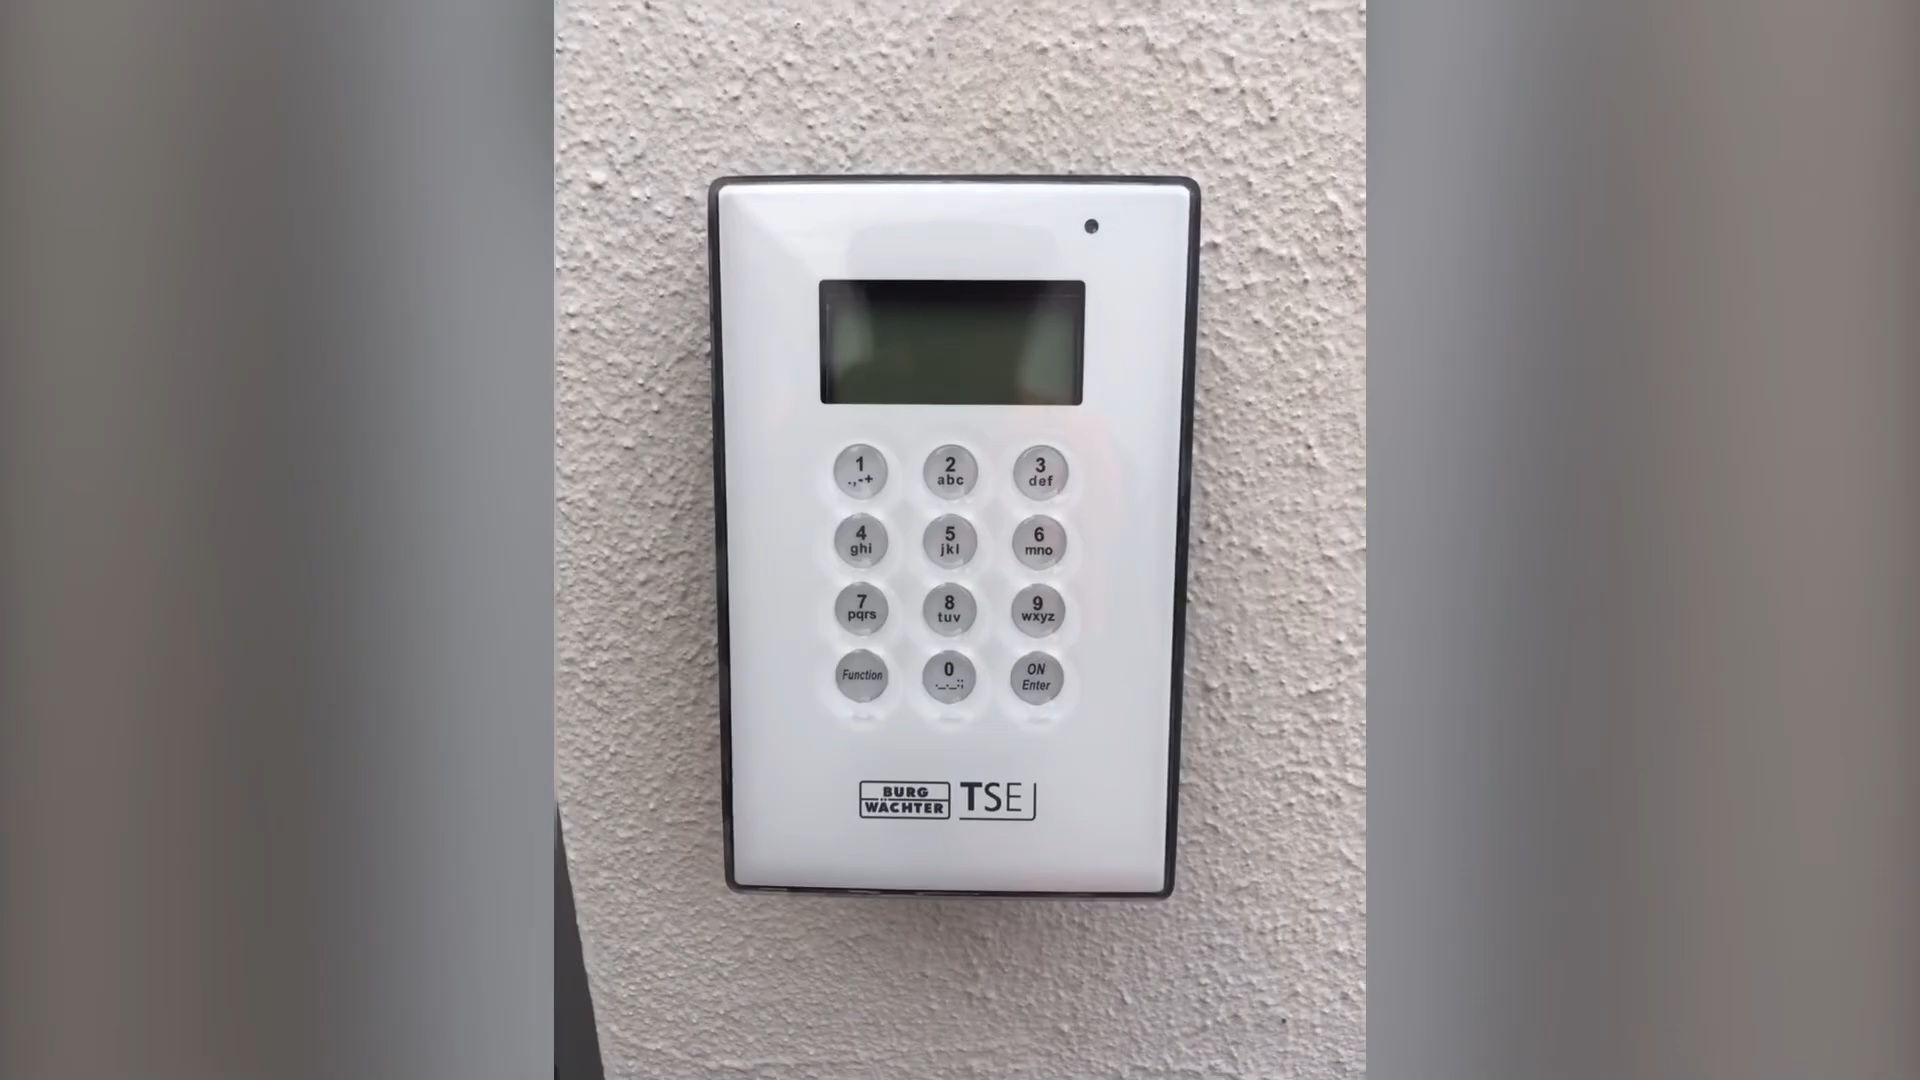 1 2 3
.,-+ abc def
4 5 6
ghi jkl mno
7 8 9
pqrs tuv wxyz
Function 0 ON
._-_:; Enter
BURG
WÄCHTER TSE